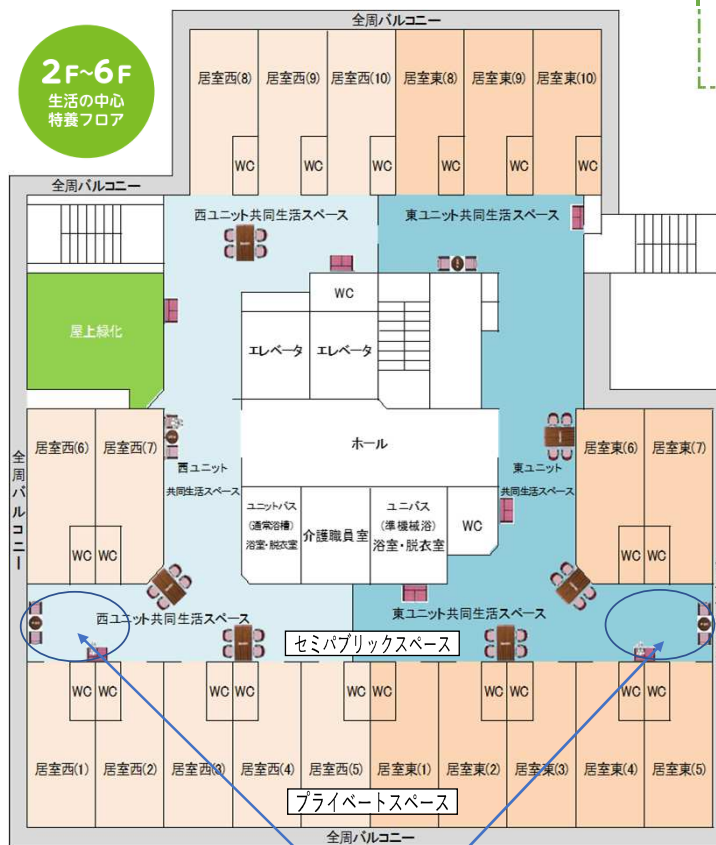 全周バルコニー
2F~6F
生活の中心
特養フロア
居室西(8)
居室西(9)
居室西(10)
居室東(8)
居室東(9)
居室東(10)
WC
WC
WC
WC
WC
WC
全周バルコニー
西ユニット共同生活スペース
東ユニット共同生活スペース
WC
屋上緑化
エレベータ
エレベータ
ホール
居室西(6)
居室西(7)
居室東(6)
居室東(7)
全周バルコニー
西ユニット
共同生活スペース
東ユニット
共同生活スペース
ユニットバス
(通常浴槽)
浴室・脱衣室
介護職員室
ユニバス
(準機械浴)
浴室・脱衣室
WC
WC
WC
WC
WC
西ユニット共同生活スペース
東ユニット共同生活スペース
セミパブリックスペース
WC
WC
WC
WC
WC
WC
WC
WC
WC
WC
居室西(1)
居室西(2)
居室西(3)
居室西(4)
居室西(5)
居室東(1)
居室東(2)
居室東(3)
居室東(4)
居室東(5)
プライベートスペース
全周バルコニー